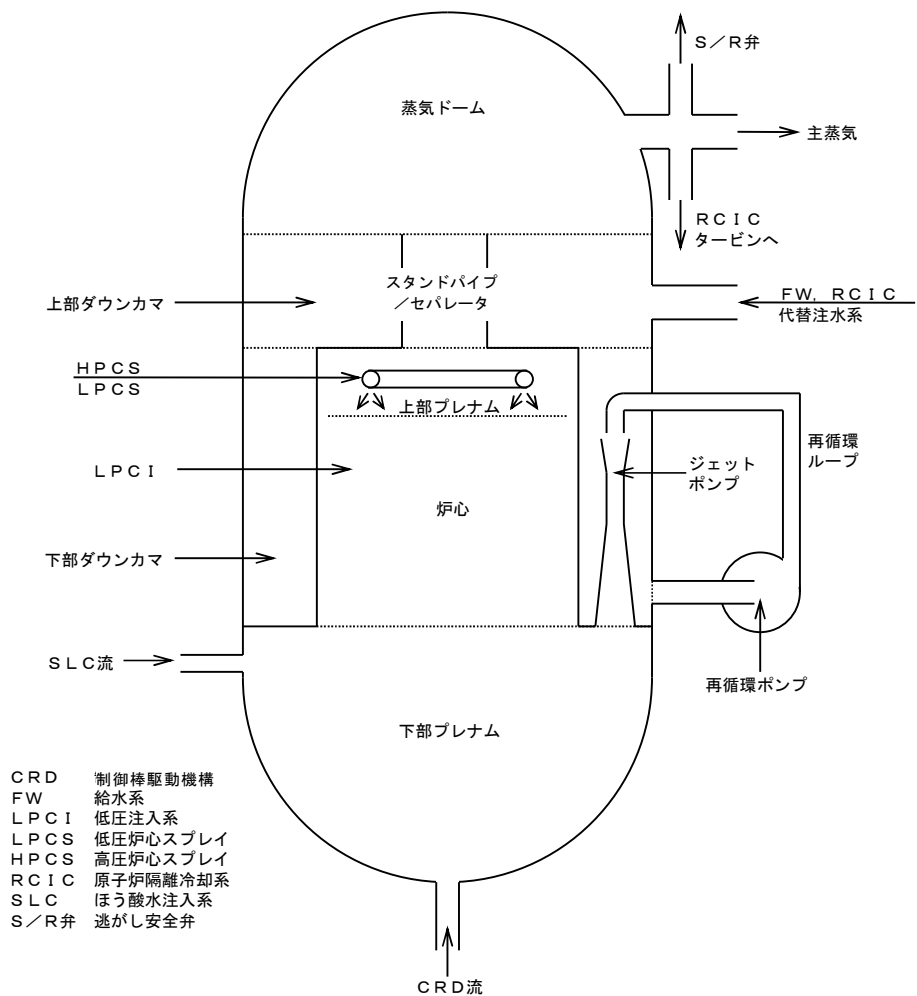 S/R弁
蒸気ドーム
主蒸気
RCIC
タービンへ
スタンドパイプ
/セパレータ
上部ダウンカマ
FW, RCIC
代替注水系
HPCS
LPCS
上部プレナム
再循環
ループ
LPCI
ジェット
ポンプ
炉心
下部ダウンカマ
SLC流
再循環ポンプ
下部プレナム
CRD 制御棒駆動機構
FW 給水系
LPCI 低圧注入系
LPCS 低圧炉心スプレイ
HPCS 高圧炉心スプレイ
RCIC 原子炉隔離冷却系
SLC ほう酸水注入系
S/R弁 逃がし安全弁
CRD流